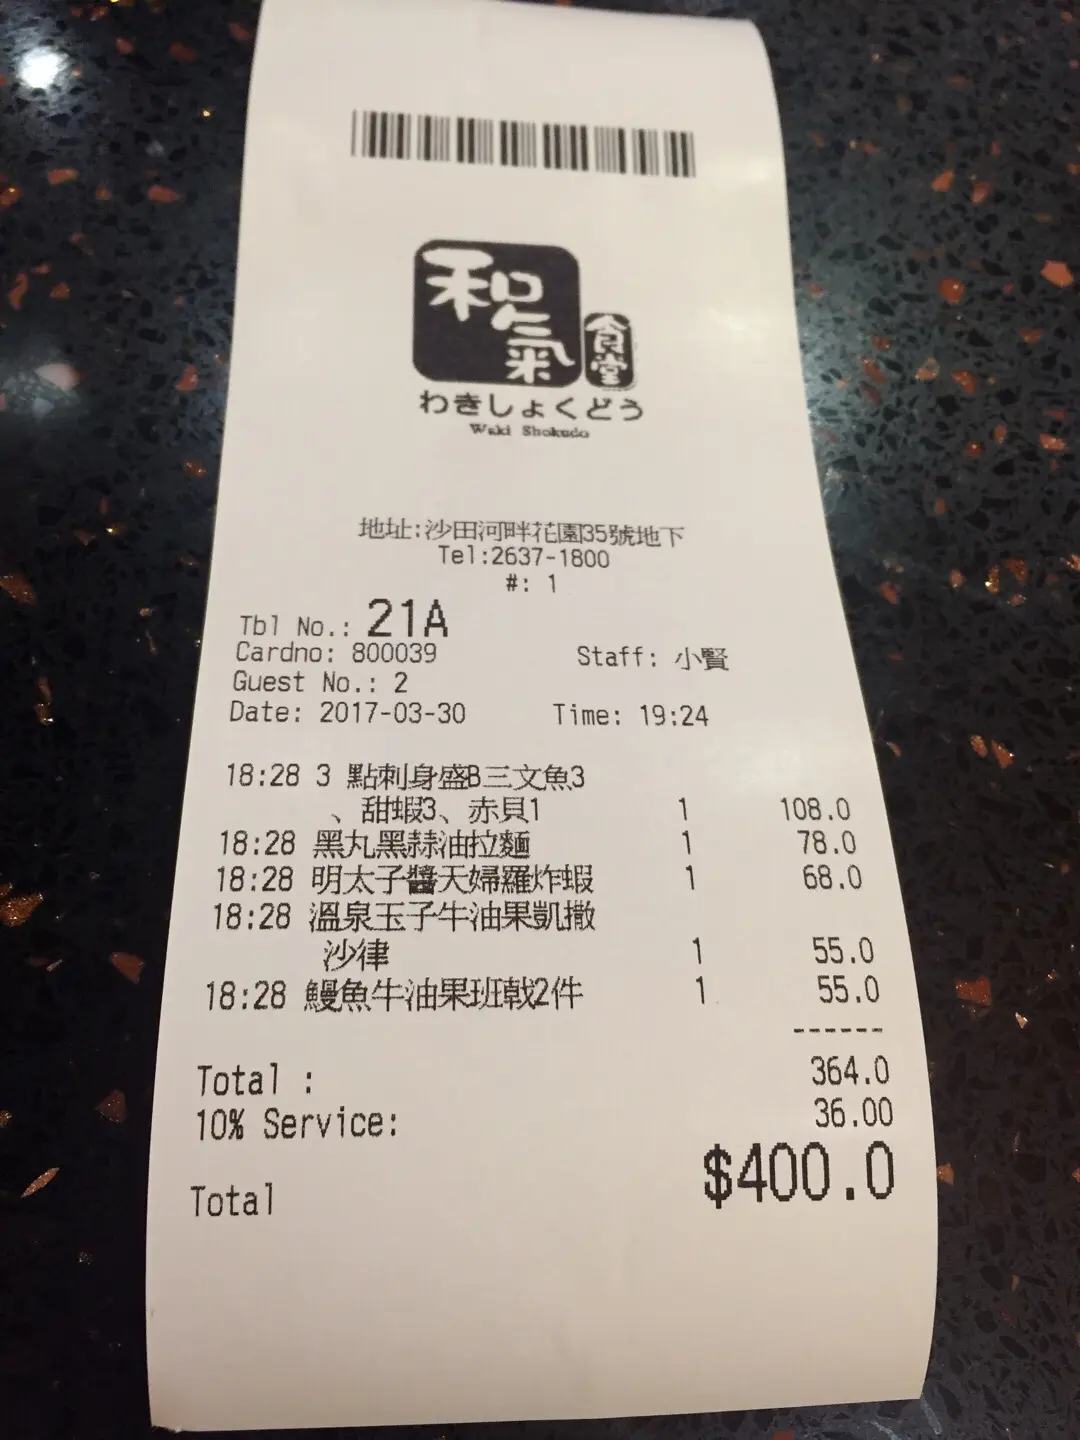 和氣
食堂
わきしょくどう
Waki Shokudo
地址:沙田河畔花園35號地下
Tel:2637-1800
#: 1
Tbl No.: 21A
Cardno: 800039 Staff: 小賢
Guest No.: 2
Date: 2017-03-30 Time: 19:24
18:28 3 點刺身盛B三文魚3
、甜蝦3、赤貝1 1 108.0
18:28 黑丸黑蒜油拉麵 1 78.0
18:28 明太子醬天婦羅炸蝦 1 68.0
18:28 溫泉玉子牛油果凱撒
沙律 1 55.0
18:28 鰻魚牛油果班戟2件 1 55.0
------
Total : 364.0
10% Service: 36.00
Total $400.0